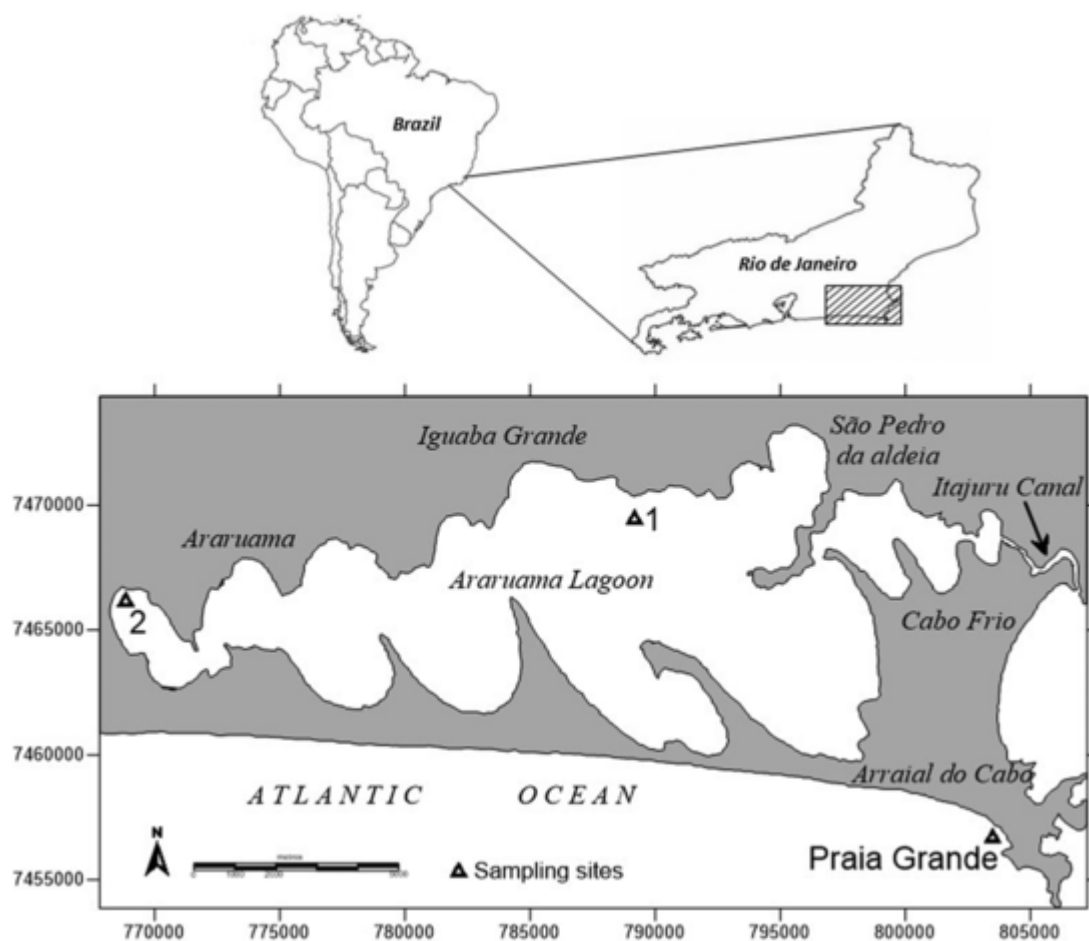 Brazil
Rio de Janeiro
São Pedro
da aldeia
Iguaba Grande
Itajuru Canal
7470000
1
Araruama
Araruama Lagoon
2
Cabo Frio
7465000
7460000
Arraial do Cabo
ATLANTIC OCEAN
N
Praia Grande
Sampling sites
7455000
770000 775000 780000 785000 790000 795000 800000 805000